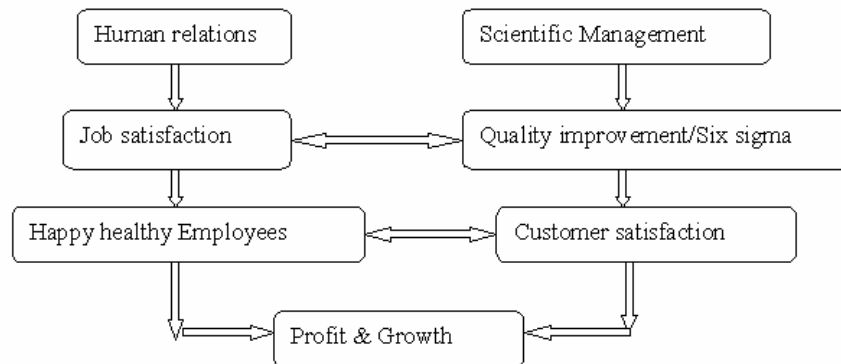 Human relations
Scientific Management
Job satisfaction
Quality improvement/Six sigma
Happy healthy Employees
Customer satisfaction
Profit & Growth